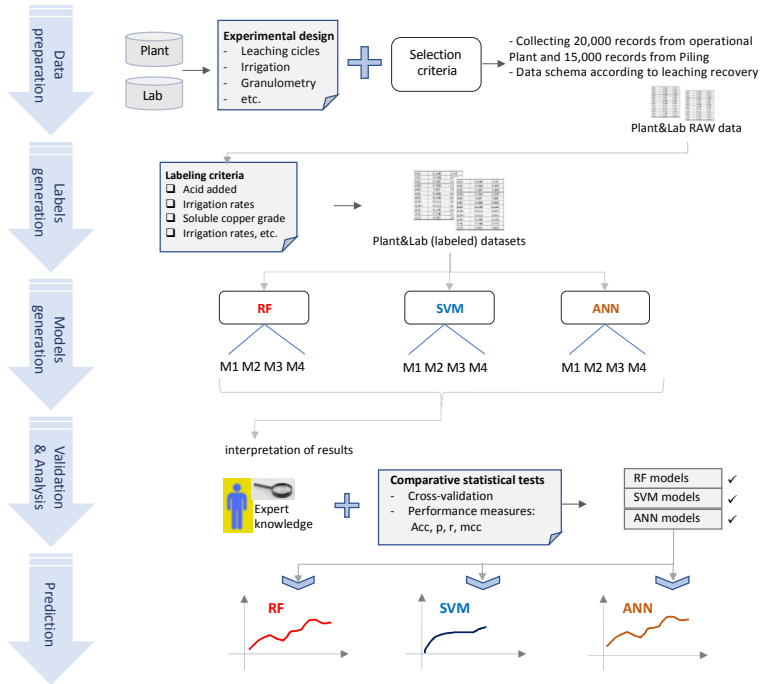 Data
preparation
Plant
Lab
Experimental design
- Leaching cicles
- Irrigation
- Granulometry
- etc.
Selection
criteria
- Collecting 20,000 records from operational
Plant and 15,000 records from Piling
- Data schema according to leaching recovery
Plant&Lab RAW data
Labels
generation
Labeling criteria
❑ Acid added
❑ Irrigation rates
❑ Soluble copper grade
❑ Irrigation rates, etc.
Plant&Lab (labeled) datasets
Models
generation
RF
SVM
ANN
M1 M2 M3 M4
M1 M2 M3 M4
M1 M2 M3 M4
Validation
& Analysis
interpretation of results
Expert
knowledge
Comparative statistical tests
- Cross-validation
- Performance measures:
Acc, p, r, mcc
RF models ✓
SVM models ✓
ANN models ✓
Prediction
RF
SVM
ANN